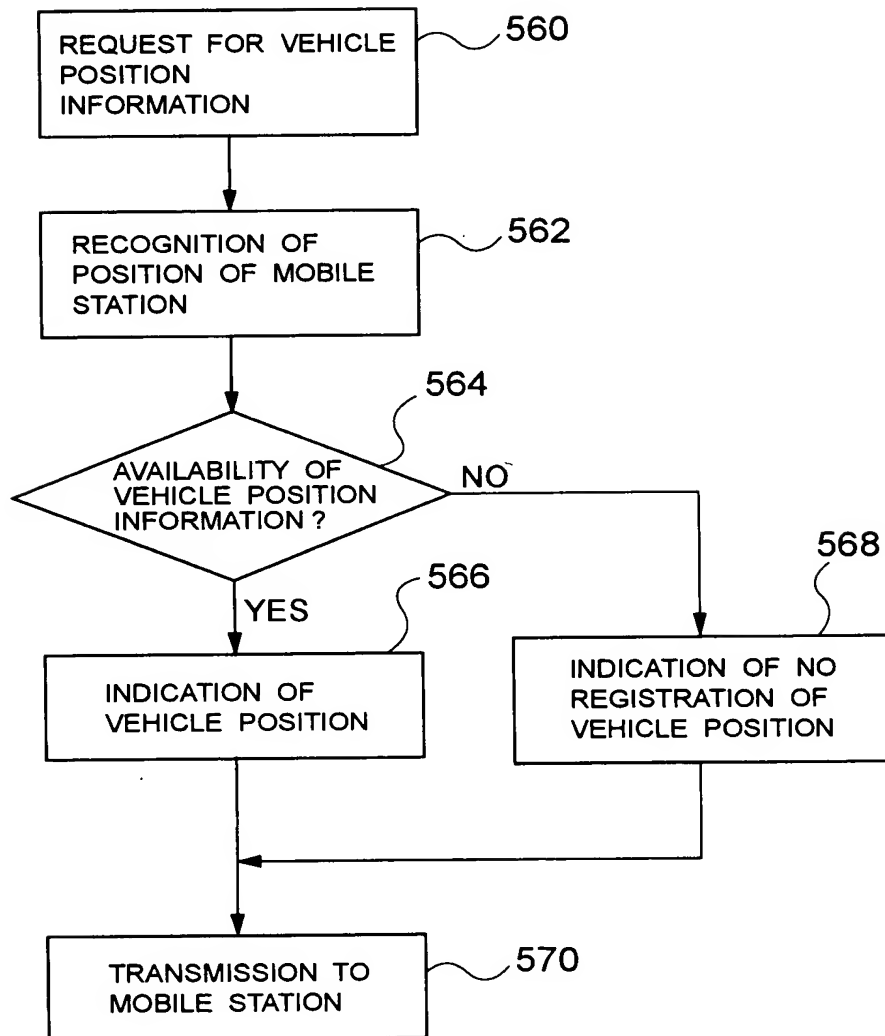 REQUEST FOR VEHICLE
POSITION
INFORMATION
560
RECOGNITION OF
POSITION OF MOBILE
STATION
562
564
AVAILABILITY OF
VEHICLE POSITION
INFORMATION ?
NO
YES
566
INDICATION OF
VEHICLE POSITION
568
INDICATION OF NO
REGISTRATION OF
VEHICLE POSITION
TRANSMISSION TO
MOBILE STATION
570